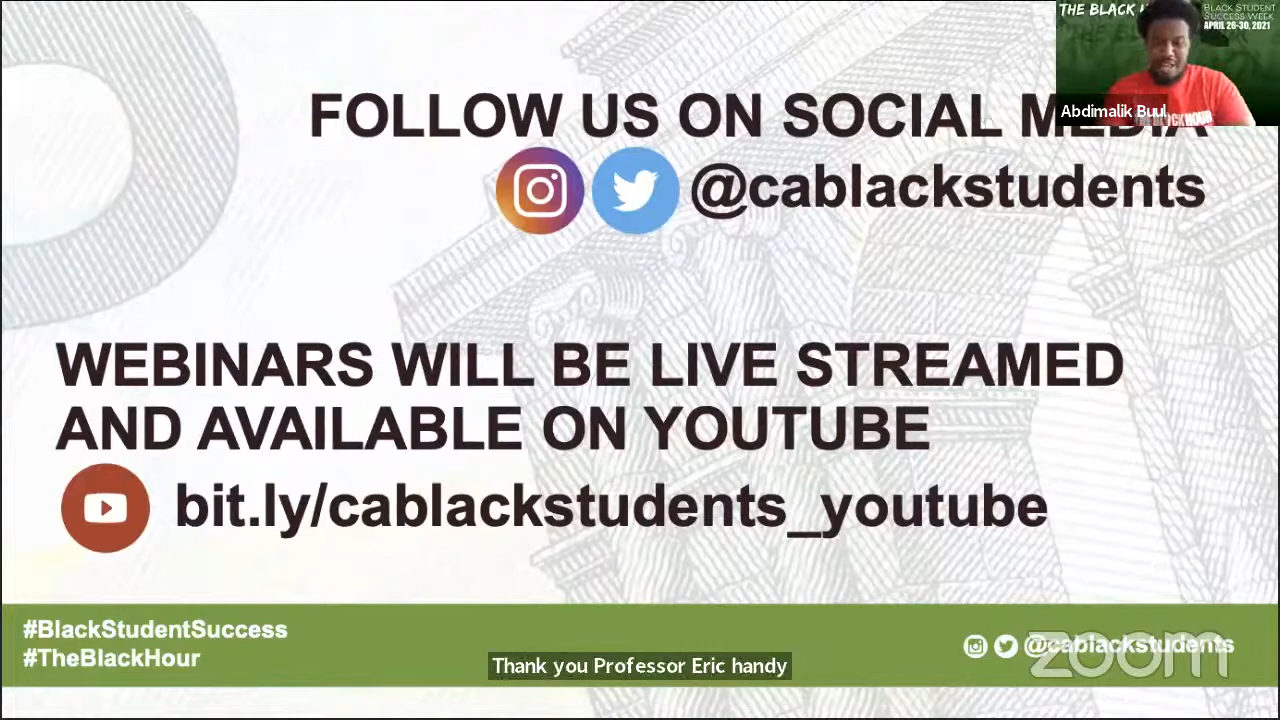 THE BLACK H
BLACK STUDENT
SUCCESS WEEK
APRIL 26-30, 2021
Abdimalik Buul
FOLLOW US ON SOCIAL MEDIA
@cablackstudents
WEBINARS WILL BE LIVE STREAMED
AND AVAILABLE ON YOUTUBE
bit.ly/cablackstudents_youtube
#BlackStudentSuccess
#TheBlackHour
@cablackstudents
zoom
Thank you Professor Eric handy